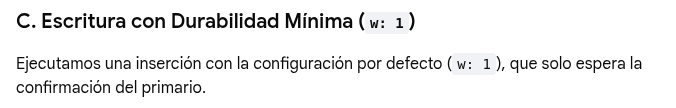 C. Escritura con Durabilidad Mínima ( w: 1 )
Ejecutamos una inserción con la configuración por defecto ( w: 1 ), que solo espera la
confirmación del primario.